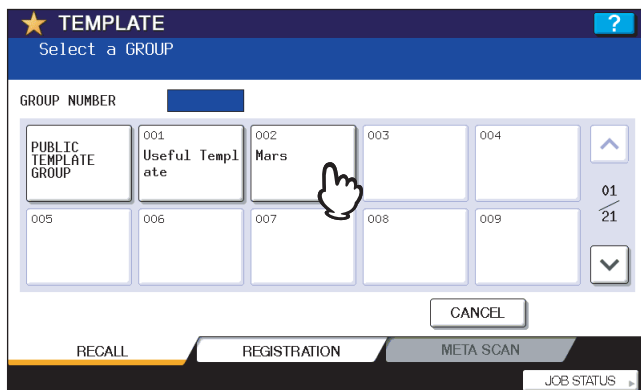 TEMPLATE
?
Select a GROUP
GROUP NUMBER
PUBLIC
TEMPLATE
GROUP
001
Useful Templ
ate
002
Mars
003
004
01
21
005
006
007
008
009
CANCEL
RECALL
REGISTRATION
META SCAN
JOB STATUS